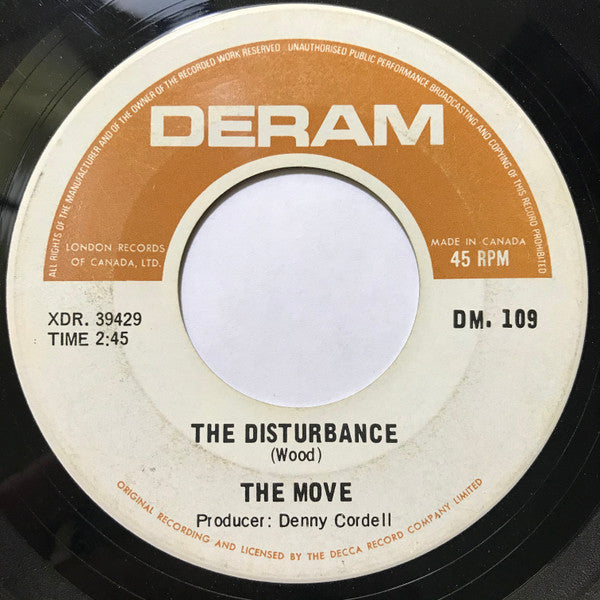 ALL RIGHTS OF THE MANUFACTURER AND OF THE OWNER OF THE RECORDED WORK RESERVED UNAUTHORISED PUBLIC PERFORMANCE BROADCASTING AND COPYING OF THIS RECORD PROHIBITED
DERAM
LONDON RECORDS
OF CANADA, LTD.
MADE IN CANADA
45 RPM
XDR. 39429
TIME 2:45
DM. 109
THE DISTURBANCE
(Wood)
THE MOVE
Producer: Denny Cordell
ORIGINAL RECORDING AND LICENSED BY THE DECCA RECORD COMPANY LIMITED